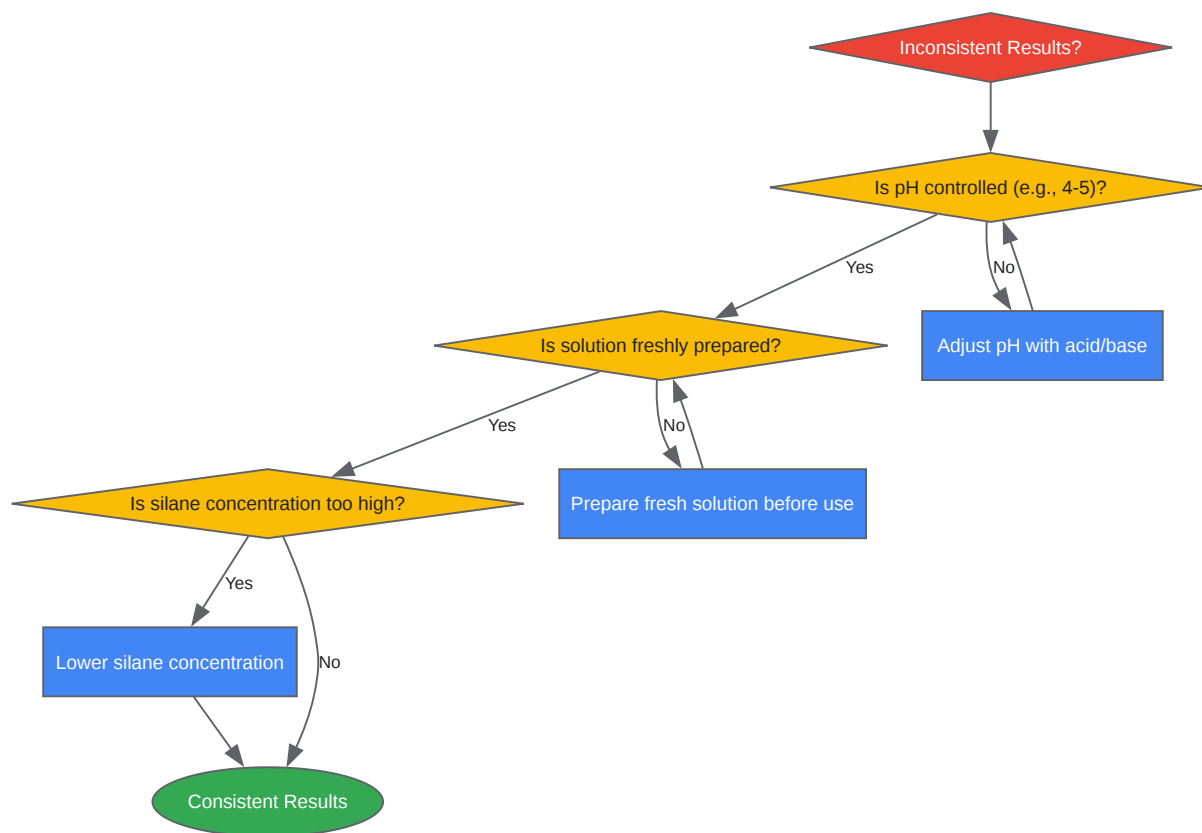 Inconsistent Results?
Is pH controlled (e.g., 4-5)?
Yes
No
Is solution freshly prepared?
Adjust pH with acid/base
Yes
No
Is silane concentration too high?
Prepare fresh solution before use
Yes
Lower silane concentration
No
Consistent Results